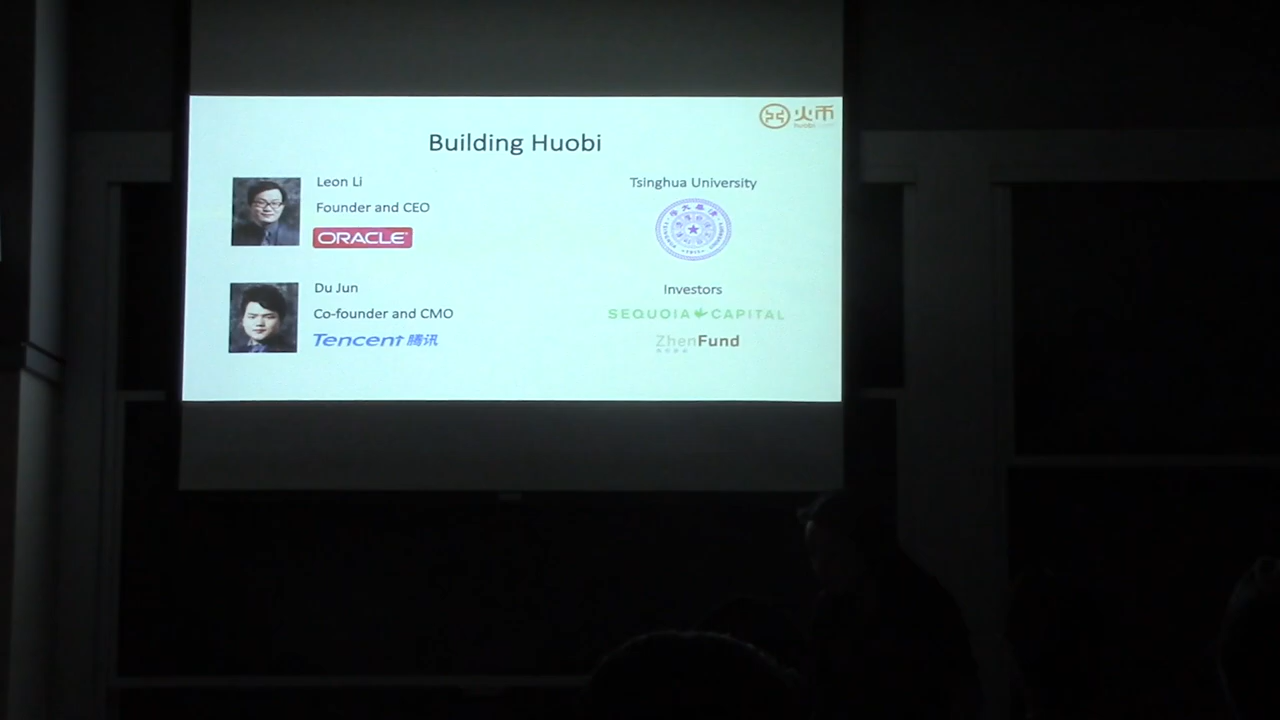 火币
Building Huobi
Leon Li
Founder and CEO
ORACLE
Du Jun
Co-founder and CMO
Tencent 腾讯
Tsinghua University
Investors
SEQUOIA CAPITAL
ZhenFund